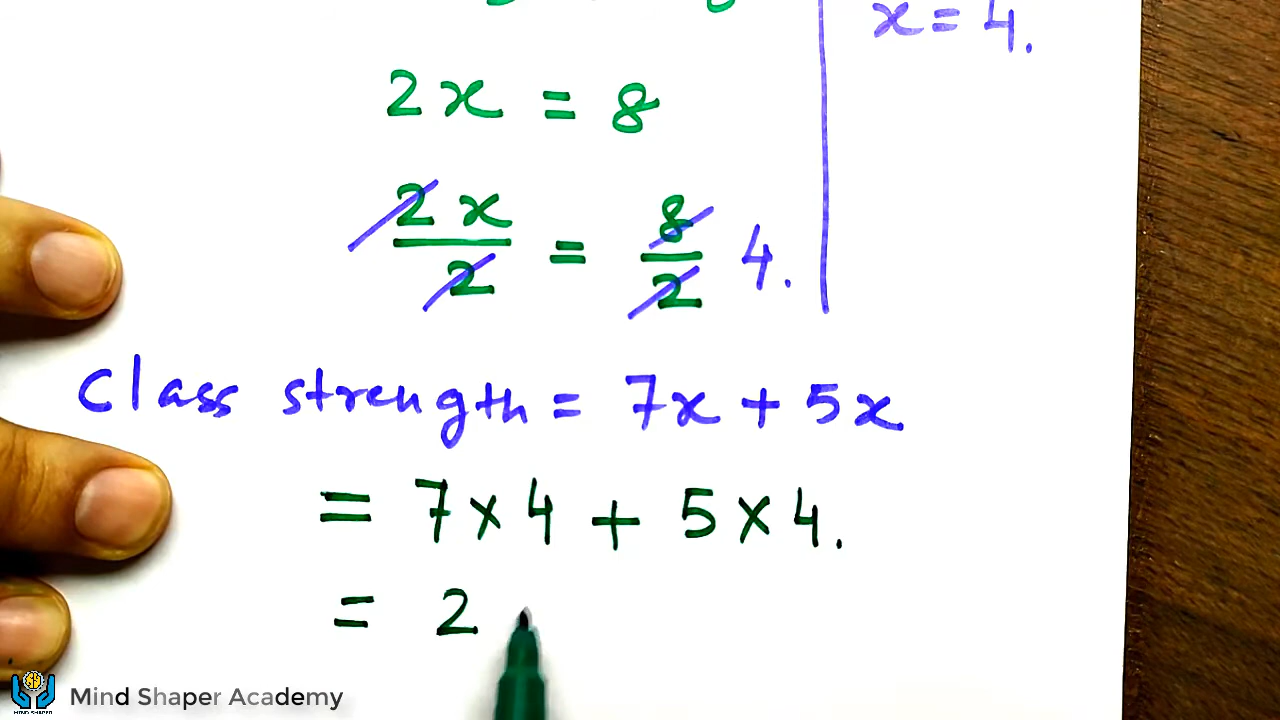 x = 4.
2x = 8
2x/2 = 8/2 4.
Class strength = 7x + 5x
= 7 × 4 + 5 × 4.
= 2
Mind Shaper Academy